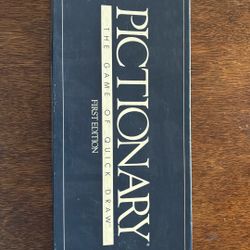 PICTIONARY®
THE GAME OF QUICK DRAW
FIRST EDITION